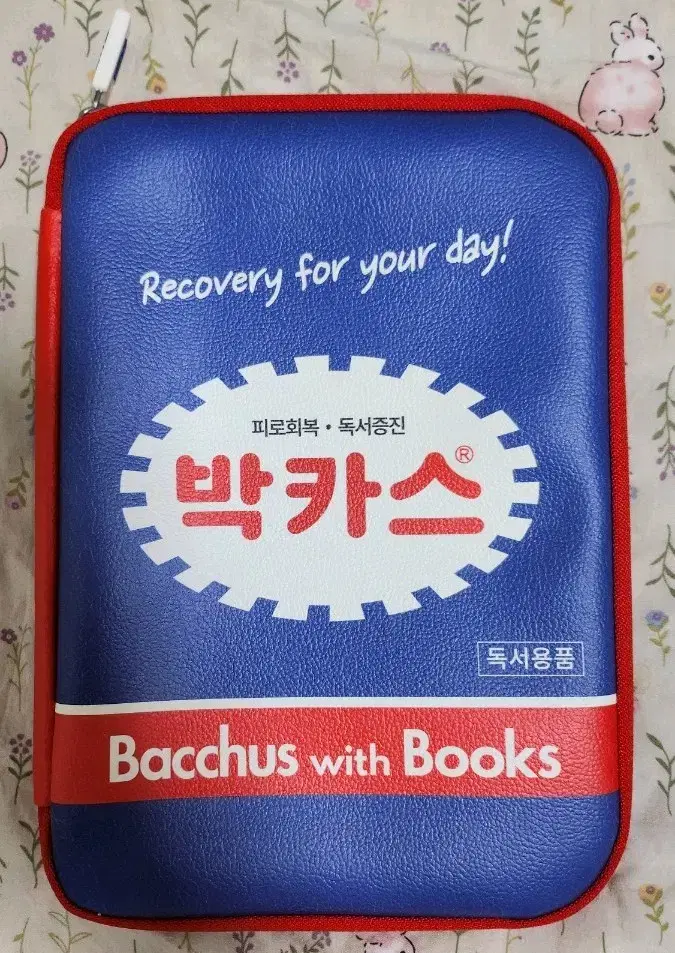 Recovery for your day!
피로회복 • 독서증진
박카스®
독서용품
Bacchus with Books